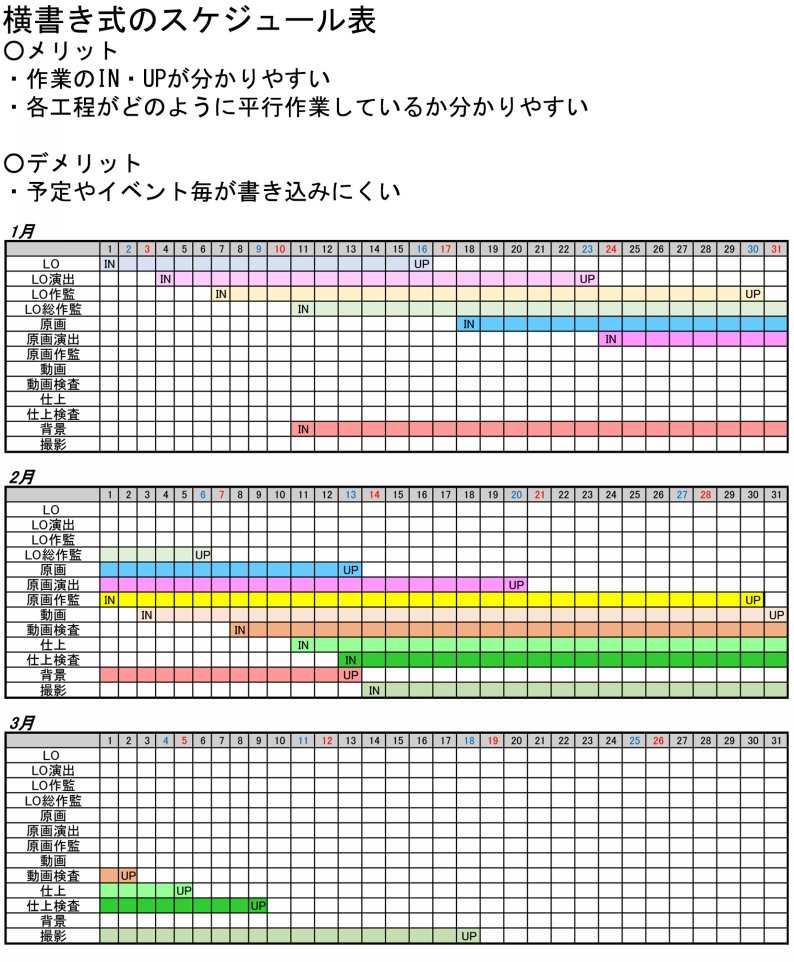 横書き式のスケジュール表
〇メリット
・作業のIN・UPが分かりやすい
・各工程がどのように平行作業しているか分かりやすい
〇デメリット
・予定やイベント毎が書き込みにくい
1月
1 2 3 4 5 6 7 8 9 10 11 12 13 14 15 16 17 18 19 20 21 22 23 24 25 26 27 28 29 30 31
LO IN UP
LO演出 IN UP
LO作監 IN UP
LO総作監 IN
原画 IN
原画演出 IN
原画作監
動画
動画検査
仕上
仕上検査
背景 IN
撮影
2月
1 2 3 4 5 6 7 8 9 10 11 12 13 14 15 16 17 18 19 20 21 22 23 24 25 26 27 28 29 30 31
LO
LO演出
LO作監
LO総作監 UP
原画 UP
原画演出 UP
原画作監 IN UP
動画 IN UP
動画検査 IN
仕上 IN
仕上検査 IN
背景 UP
撮影 IN
3月
1 2 3 4 5 6 7 8 9 10 11 12 13 14 15 16 17 18 19 20 21 22 23 24 25 26 27 28 29 30 31
LO
LO演出
LO作監
LO総作監
原画
原画演出
原画作監
動画
動画検査 UP
仕上 UP
仕上検査 UP
背景
撮影 UP